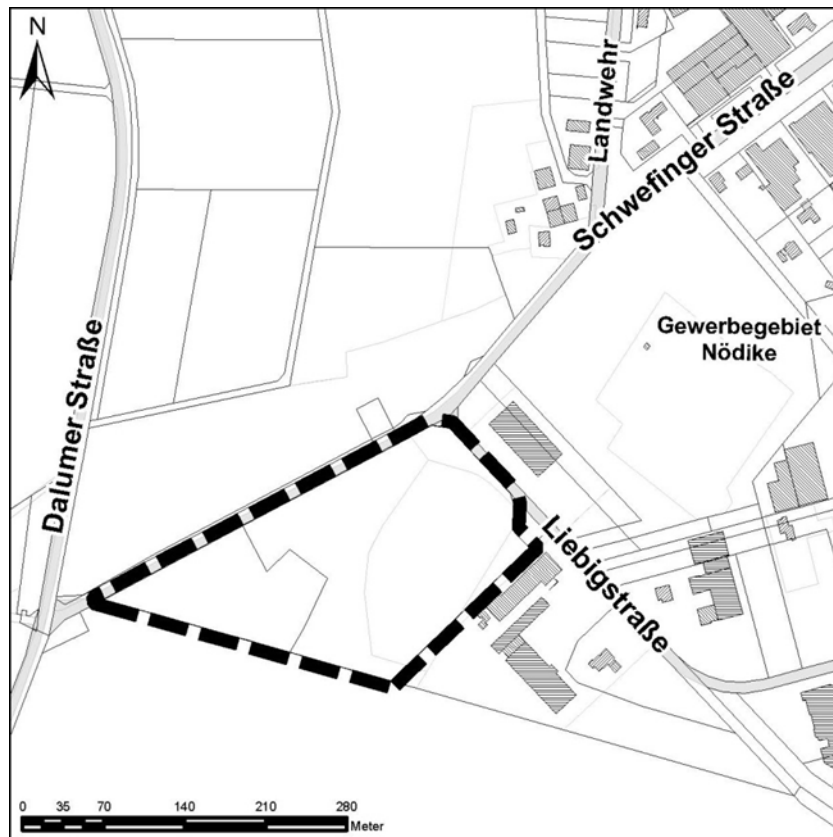 N
Landwehr
Schwefinger Straße
Gewerbegebiet
Nödike
Dalumer Straße
Liebigstraße
0 35 70 140 210 280
Meter